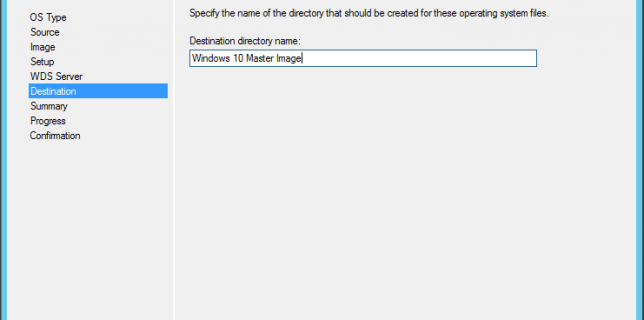 OS Type
Source
Image
Setup
WDS Server
Destination
Summary
Progress
Confirmation
Specify the name of the directory that should be created for these operating system files.
Destination directory name:
Windows 10 Master Image